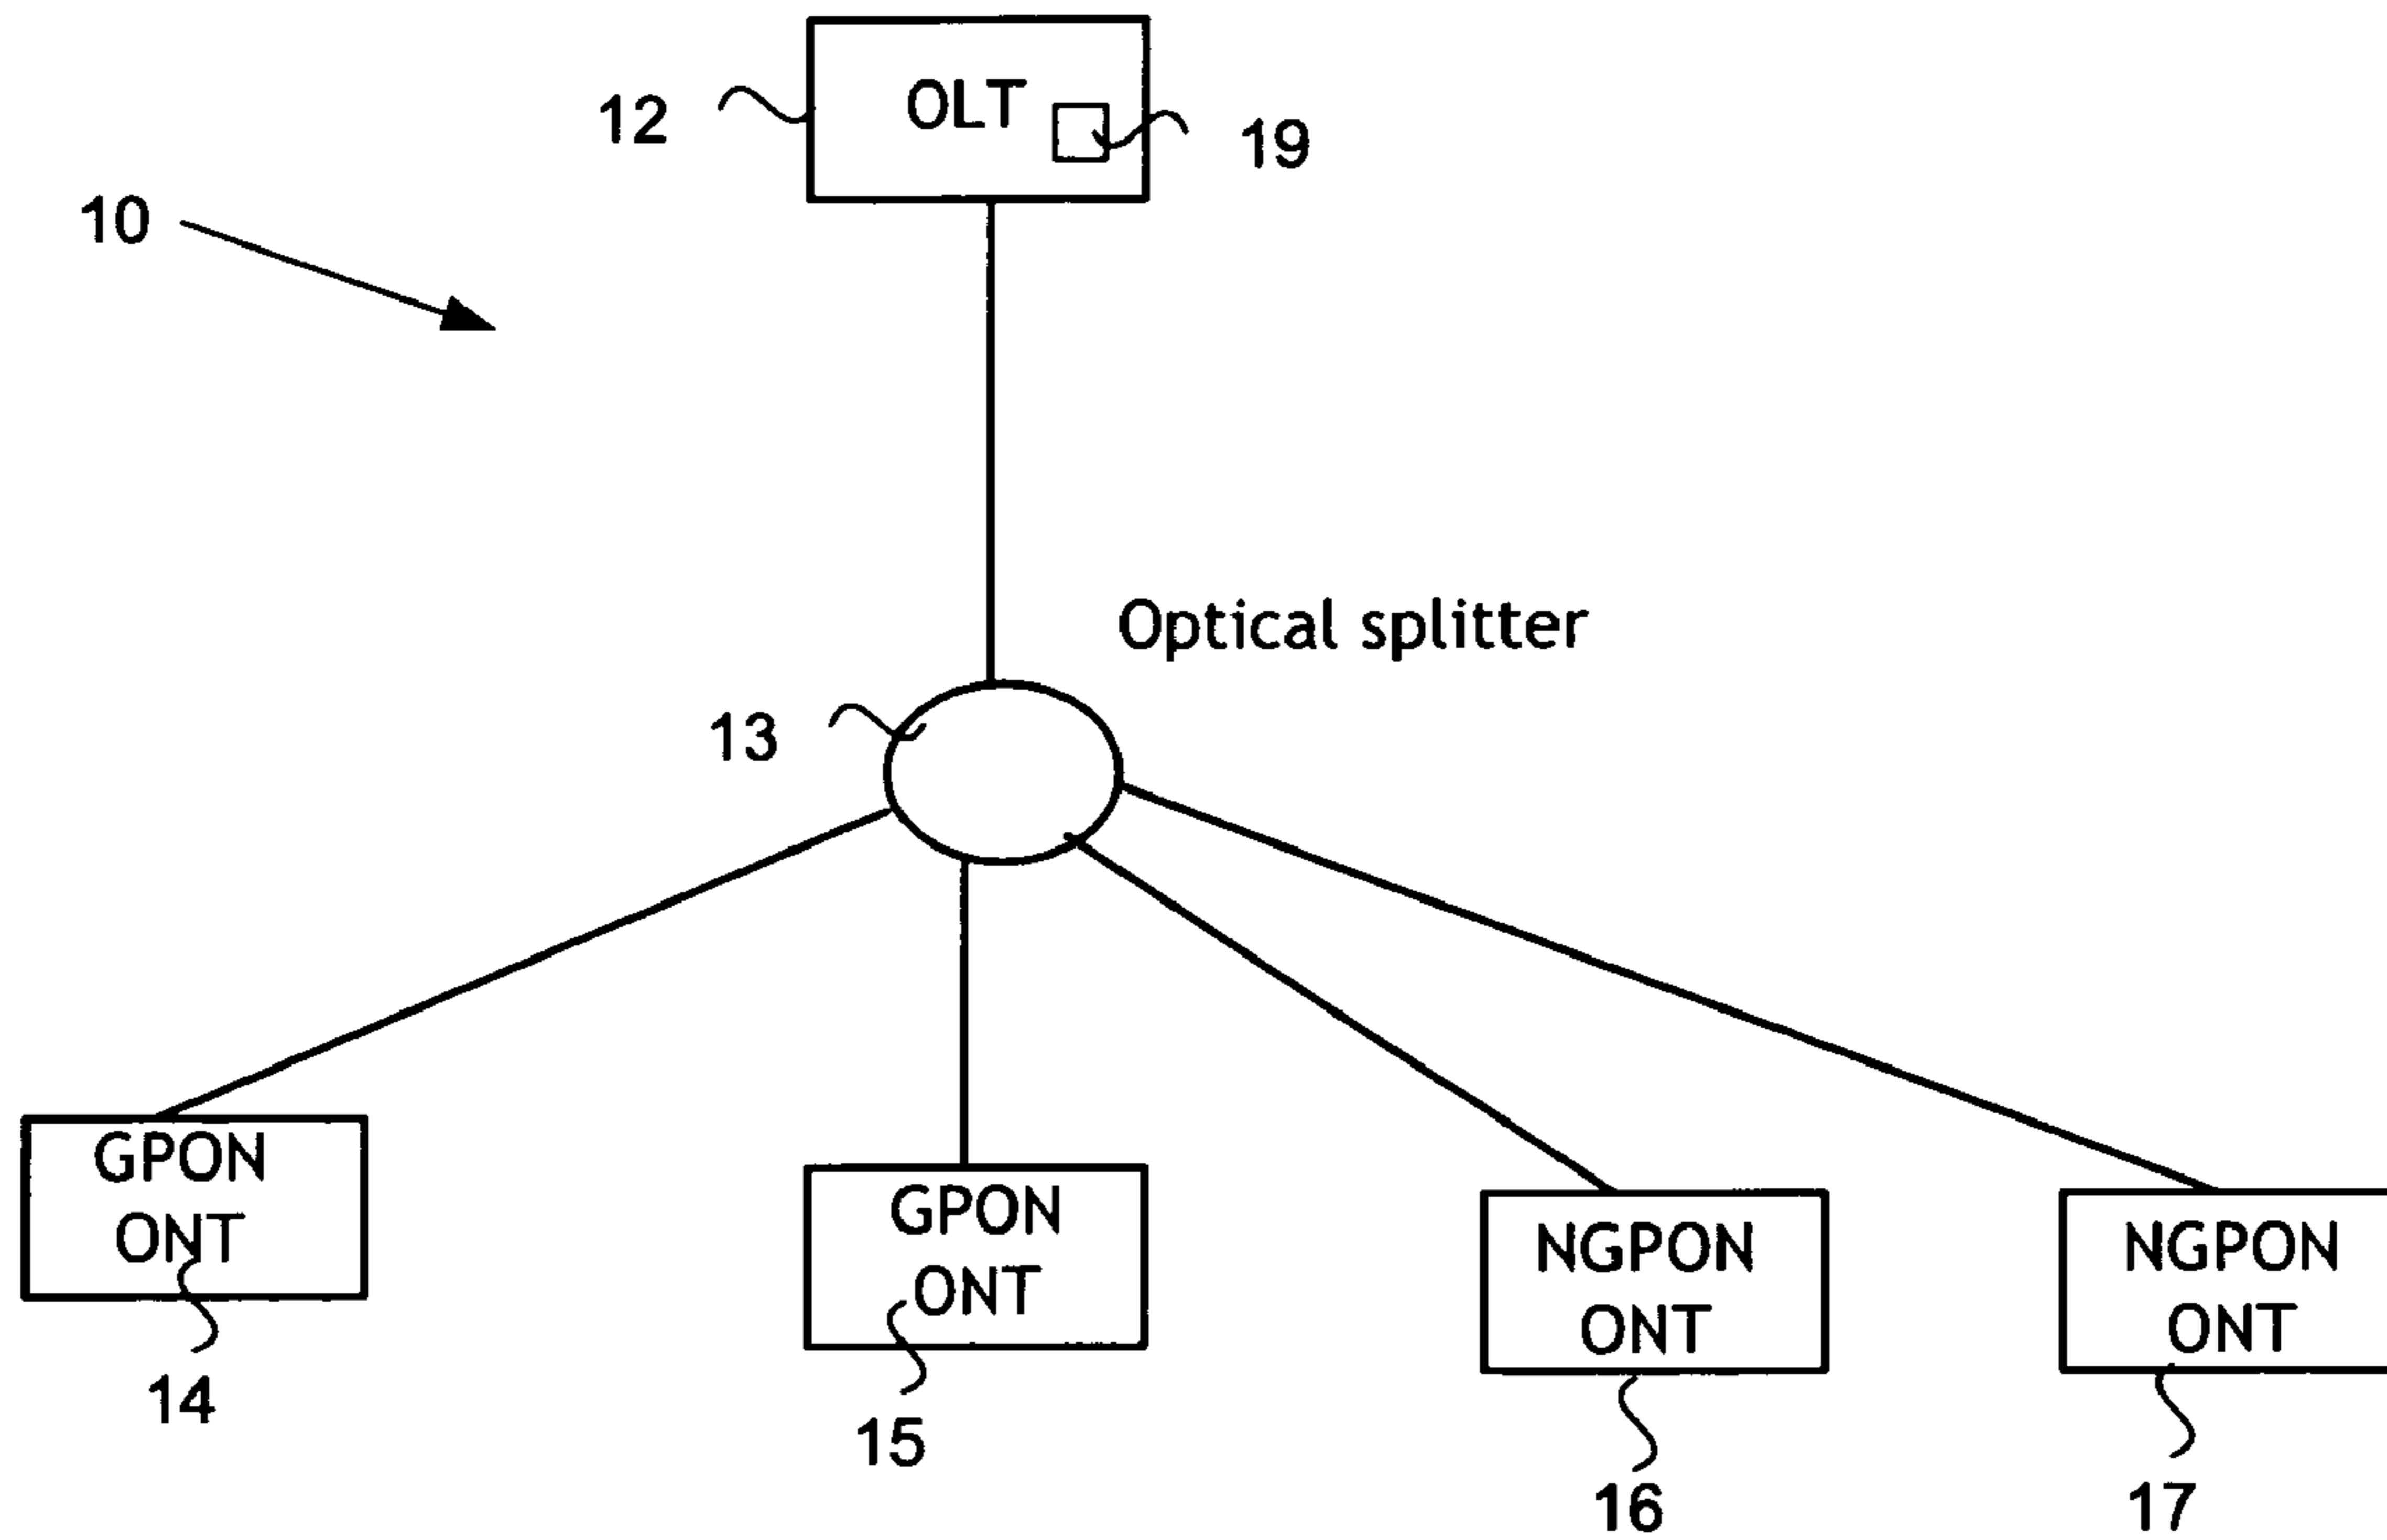 OLT
12
19
10
Optical splitter
13
GPON
ONT
GPON
ONT
NGPON
ONT
NGPON
ONT
14
15
16
17